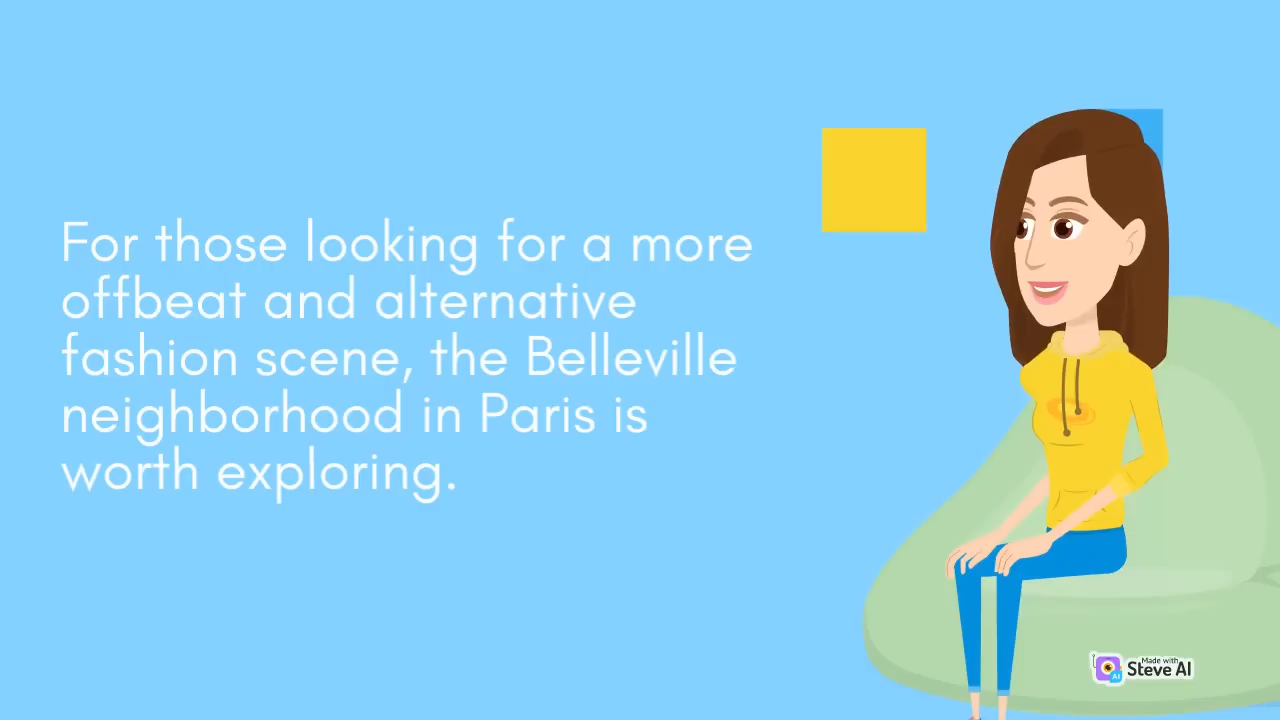 For those looking for a more
offbeat and alternative
fashion scene, the Belleville
neighborhood in Paris is
worth exploring.
Made with
Steve AI
AI